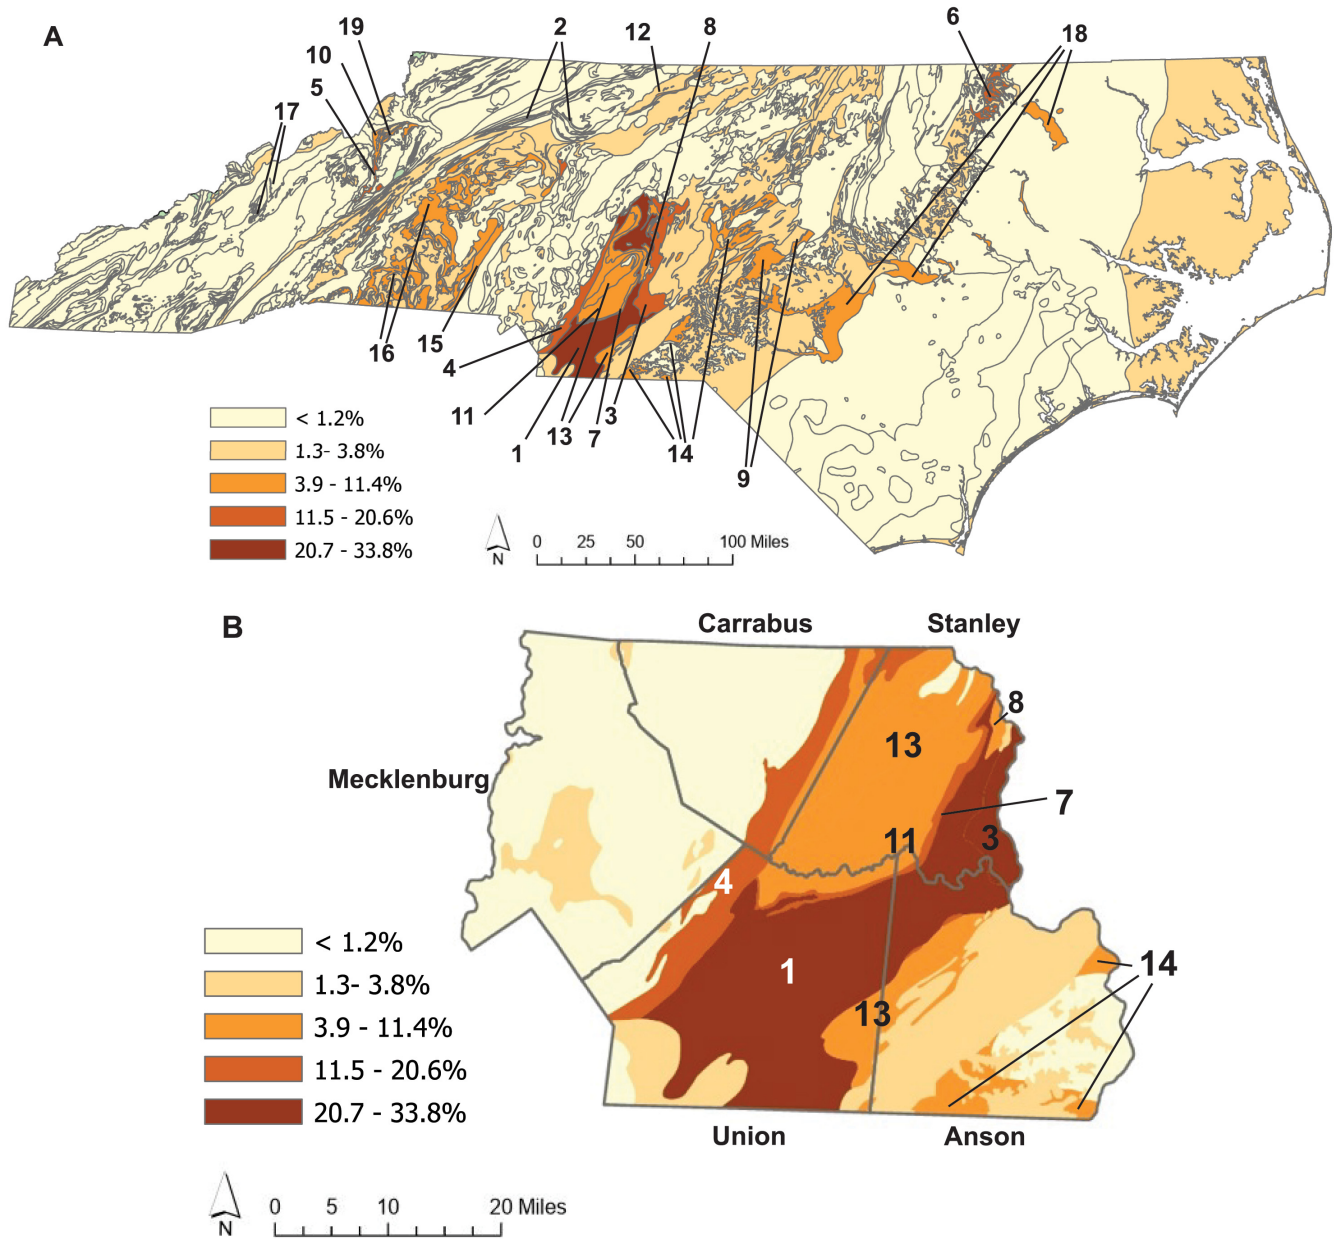 A
19
2
12
8
6
18
10
5
17
16
15
4
11
1
13
7
3
14
9
< 1.2%
1.3- 3.8%
3.9 - 11.4%
11.5 - 20.6%
20.7 - 33.8%
N
0 25 50 100 Miles
B
Carrabus Stanley
8
13
Mecklenburg
7
11 3
4
1
14
13
< 1.2%
1.3- 3.8%
3.9 - 11.4%
11.5 - 20.6%
20.7 - 33.8%
Union Anson
N
0 5 10 20 Miles